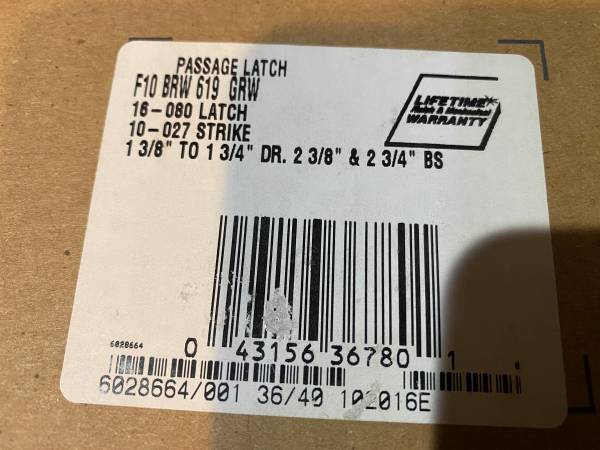 PASSAGE LATCH
F10 BRW 619 GRW
16-080 LATCH
10-027 STRIKE
1 3/8" TO 1 3/4" DR. 2 3/8" & 2 3/4" BS
LIFETIME
Finish & Mechanical
WARRANTY
6028664
0 43156 36780 1
6028664/001 36/40 102016E